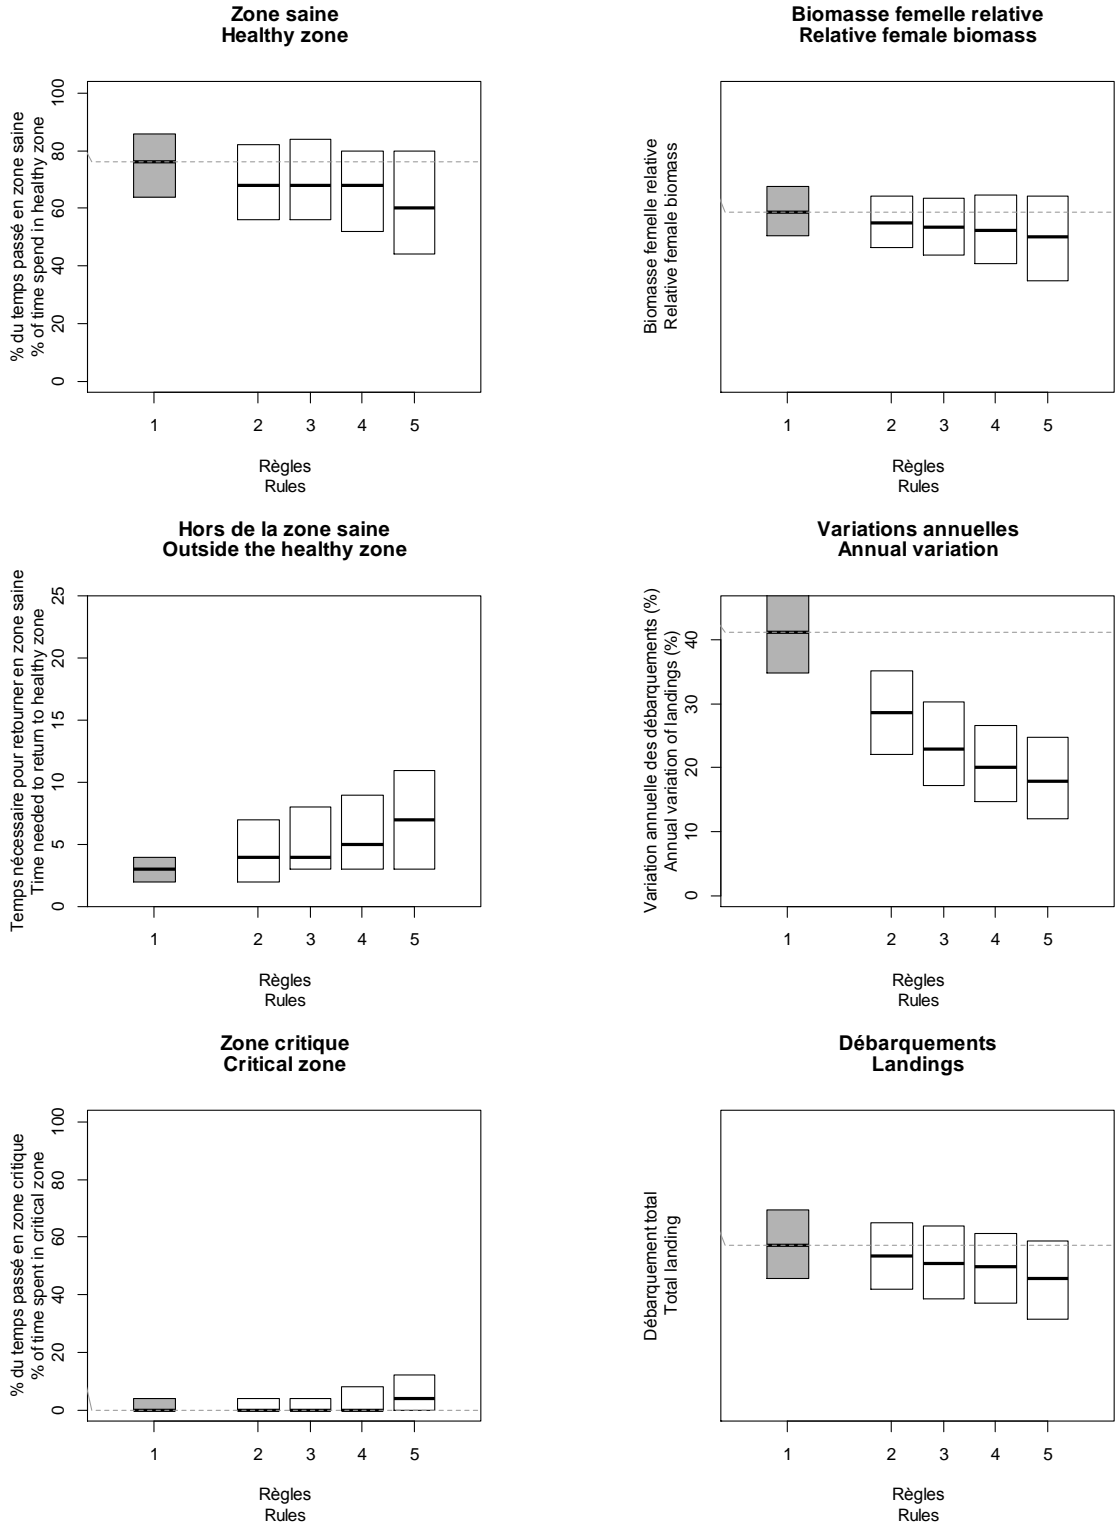 Zone saine
Healthy zone
% du temps passé en zone saine
% of time spend in healthy zone
100
80
60
40
20
0
1 2 3 4 5
Règles
Rules
Biomasse femelle relative
Relative female biomass
Biomasse femelle relative
Relative female biomass
1 2 3 4 5
Règles
Rules
Hors de la zone saine
Outside the healthy zone
Temps nécessaire pour retourner en zone saine
Time needed to return to healthy zone
25
20
15
10
5
0
1 2 3 4 5
Règles
Rules
Variations annuelles
Annual variation
Variation annuelle des débarquements (%)
Annual variation of landings (%)
40
30
20
10
0
1 2 3 4 5
Règles
Rules
Zone critique
Critical zone
% du temps passé en zone critique
% of time spent in critical zone
100
80
60
40
20
0
1 2 3 4 5
Règles
Rules
Débarquements
Landings
Débarquement total
Total landing
1 2 3 4 5
Règles
Rules